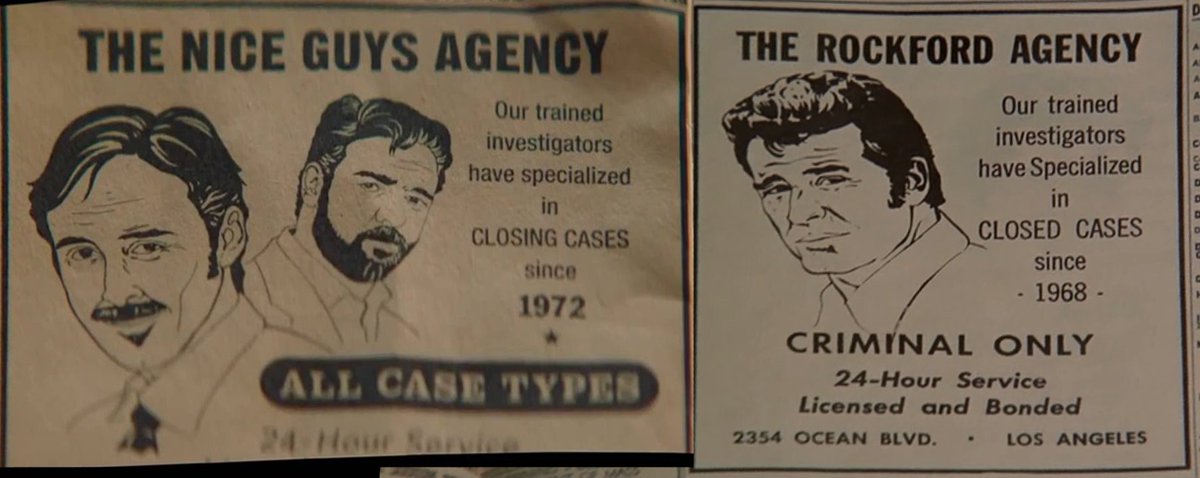 THE NICE GUYS AGENCY
Our trained
investigators
have specialized
in
CLOSING CASES
since
1972
ALL CASE TYPES
24-Hour Service
THE ROCKFORD AGENCY
Our trained
investigators
have Specialized
in
CLOSED CASES
since
- 1968 -
CRIMINAL ONLY
24-Hour Service
Licensed and Bonded
2354 OCEAN BLVD. • LOS ANGELES